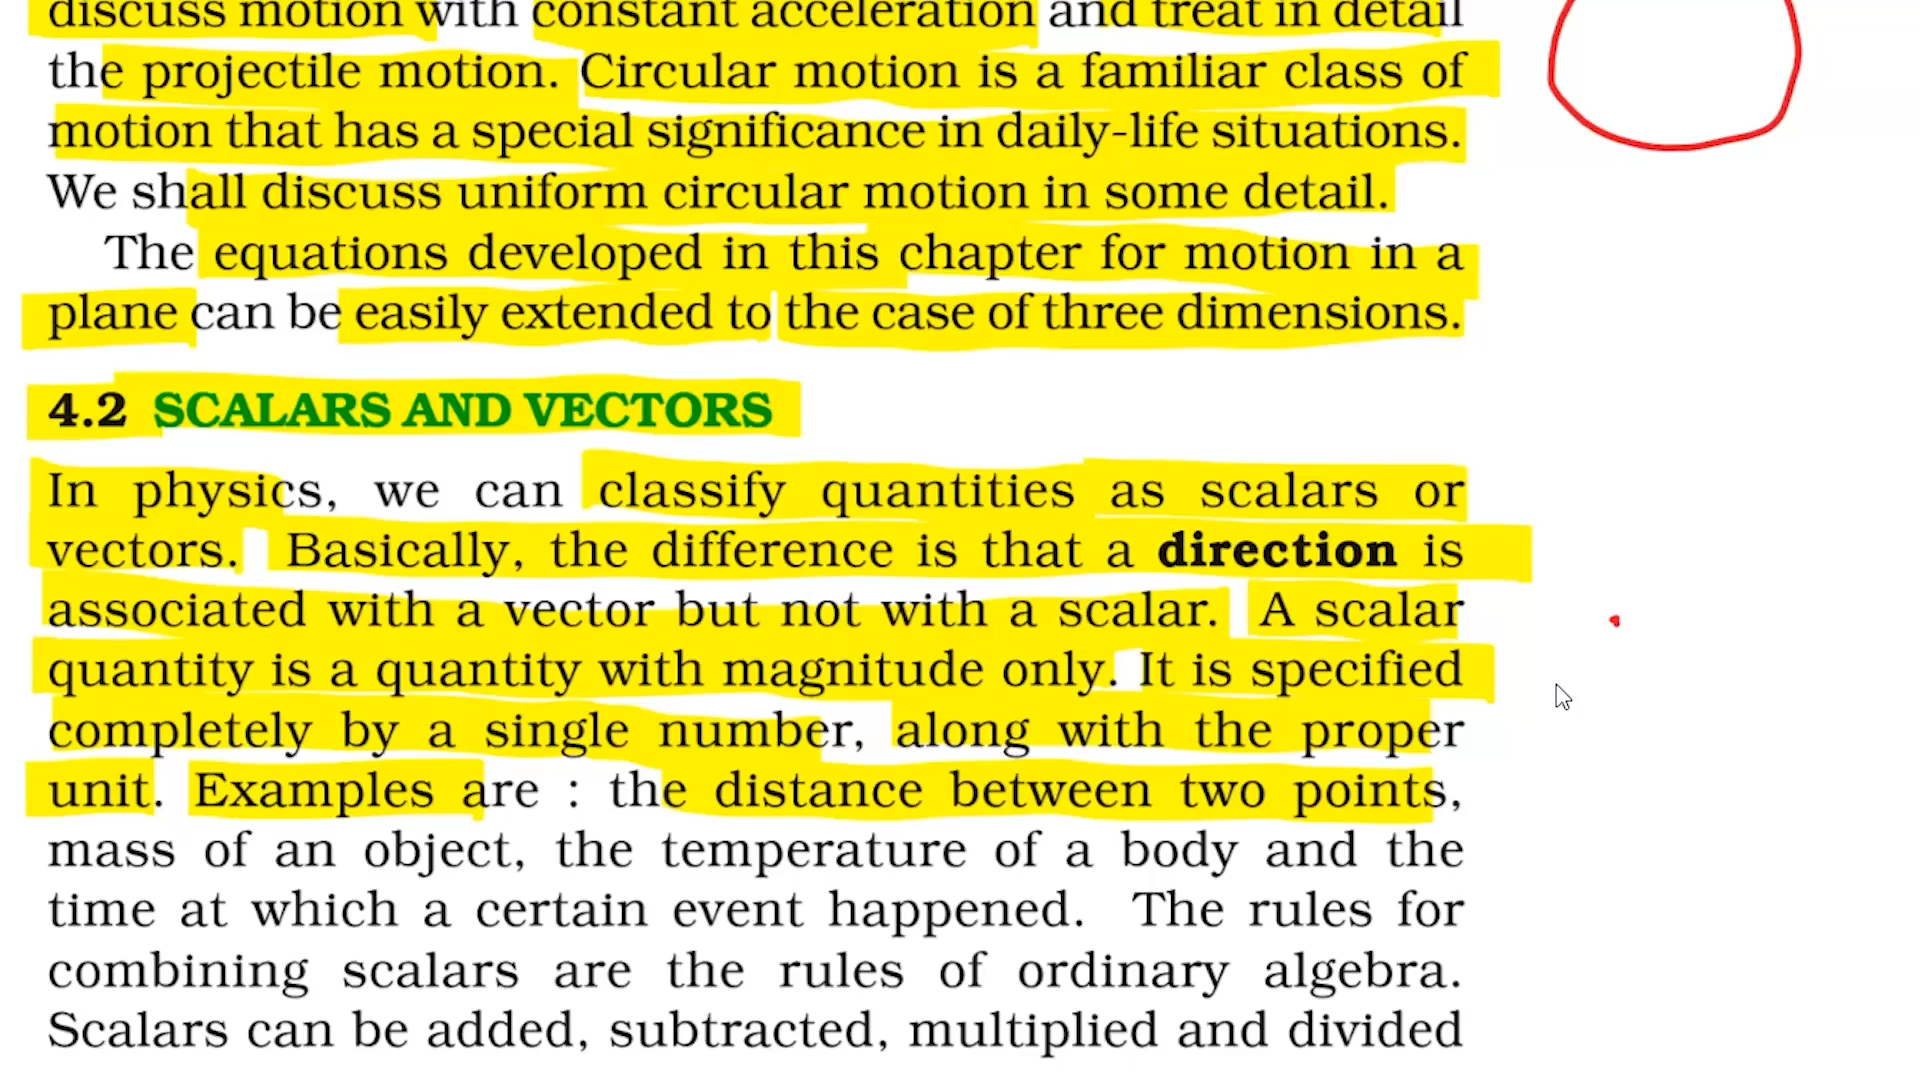 discuss motion with constant acceleration and treat in detail
the projectile motion. Circular motion is a familiar class of
motion that has a special significance in daily-life situations.
We shall discuss uniform circular motion in some detail.
The equations developed in this chapter for motion in a
plane can be easily extended to the case of three dimensions.
4.2 SCALARS AND VECTORS
In physics, we can classify quantities as scalars or
vectors. Basically, the difference is that a direction is
associated with a vector but not with a scalar. A scalar
quantity is a quantity with magnitude only. It is specified
completely by a single number, along with the proper
unit. Examples are : the distance between two points,
mass of an object, the temperature of a body and the
time at which a certain event happened. The rules for
combining scalars are the rules of ordinary algebra.
Scalars can be added, subtracted, multiplied and divided